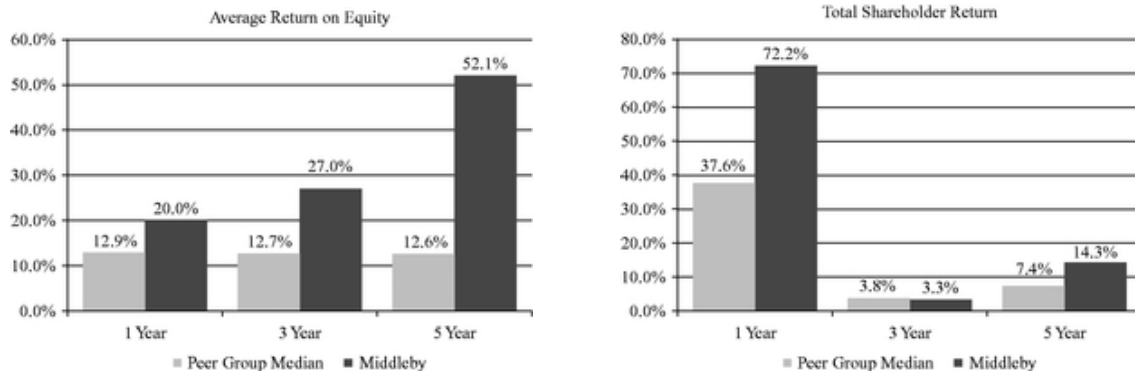 Average Return on Equity
60.0%
50.0%
40.0%
30.0%
20.0%
10.0%
0.0%
12.9%
20.0%
12.7%
27.0%
12.6%
52.1%
1 Year
3 Year
5 Year
Peer Group Median
Middleby
Total Shareholder Return
80.0%
70.0%
60.0%
50.0%
40.0%
30.0%
20.0%
10.0%
0.0%
37.6%
72.2%
3.8%
3.3%
7.4%
14.3%
1 Year
3 Year
5 Year
Peer Group Median
Middleby